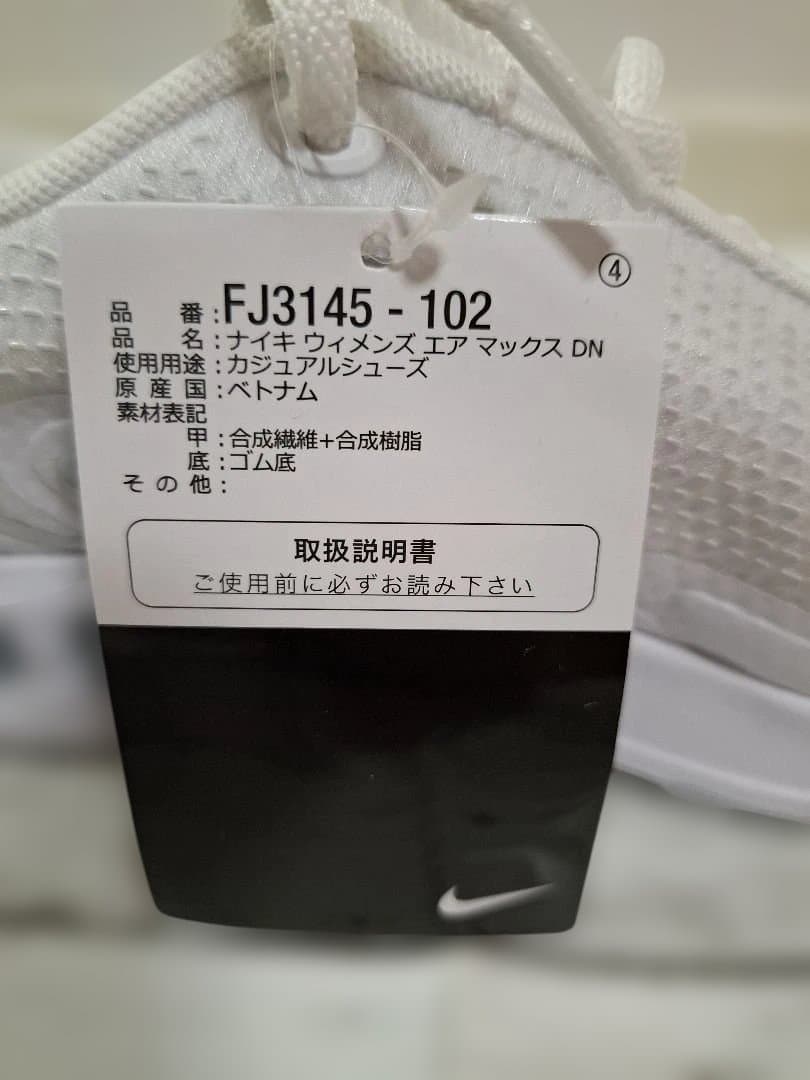 ④
品 番:FJ3145 - 102
品 名:ナイキ ウィメンズ エア マックス DN
使用用途:カジュアルシューズ
原 産 国:ベトナム
素材表記
甲:合成繊維+合成樹脂
底:ゴム底
そ の 他:
取扱説明書
ご使用前に必ずお読み下さい